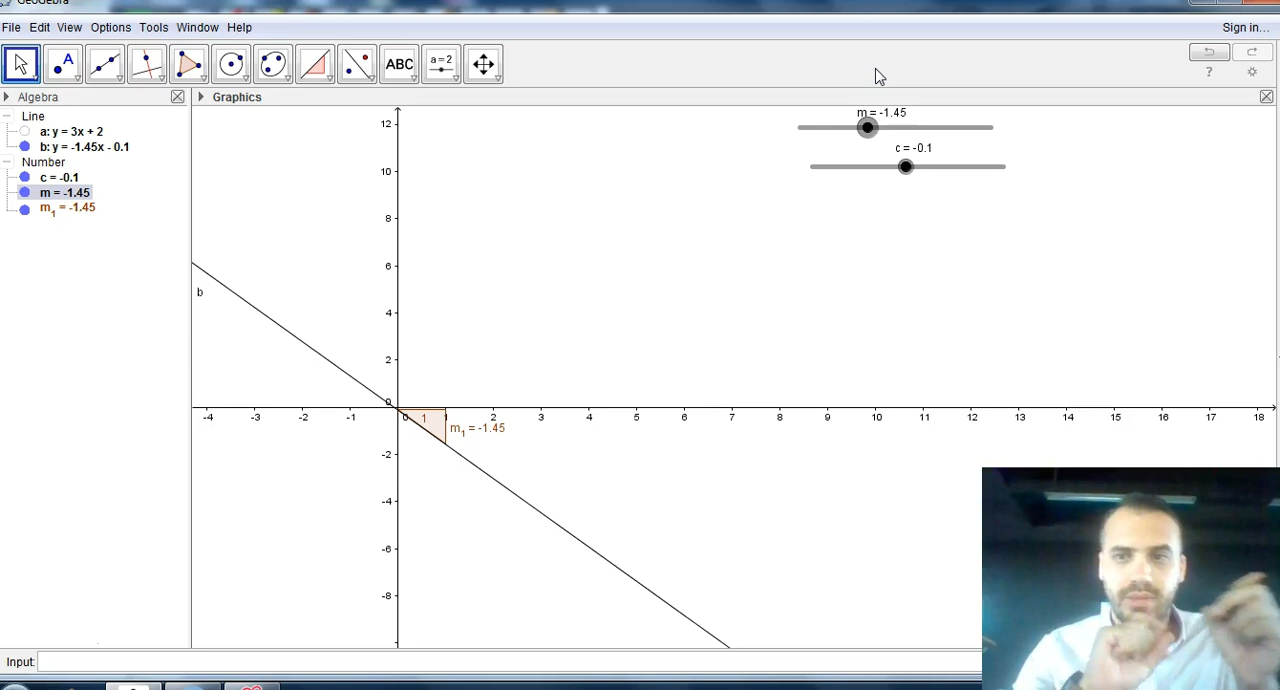 GeoGebra
File Edit View Options Tools Window Help
Sign in...
ABC
a=2
?
Algebra
Graphics
Line
a: y = 3x + 2
b: y = -1.45x - 0.1
Number
c = -0.1
m = -1.45
m₁ = -1.45
m = -1.45
c = -0.1
12
10
8
6
4
2
0
-2
-4
-6
-8
b
-4 -3 -2 -1 0 1 2 3 4 5 6 7 8 9 10 11 12 13 14 15 16 17 18
1
m₁ = -1.45
Input: